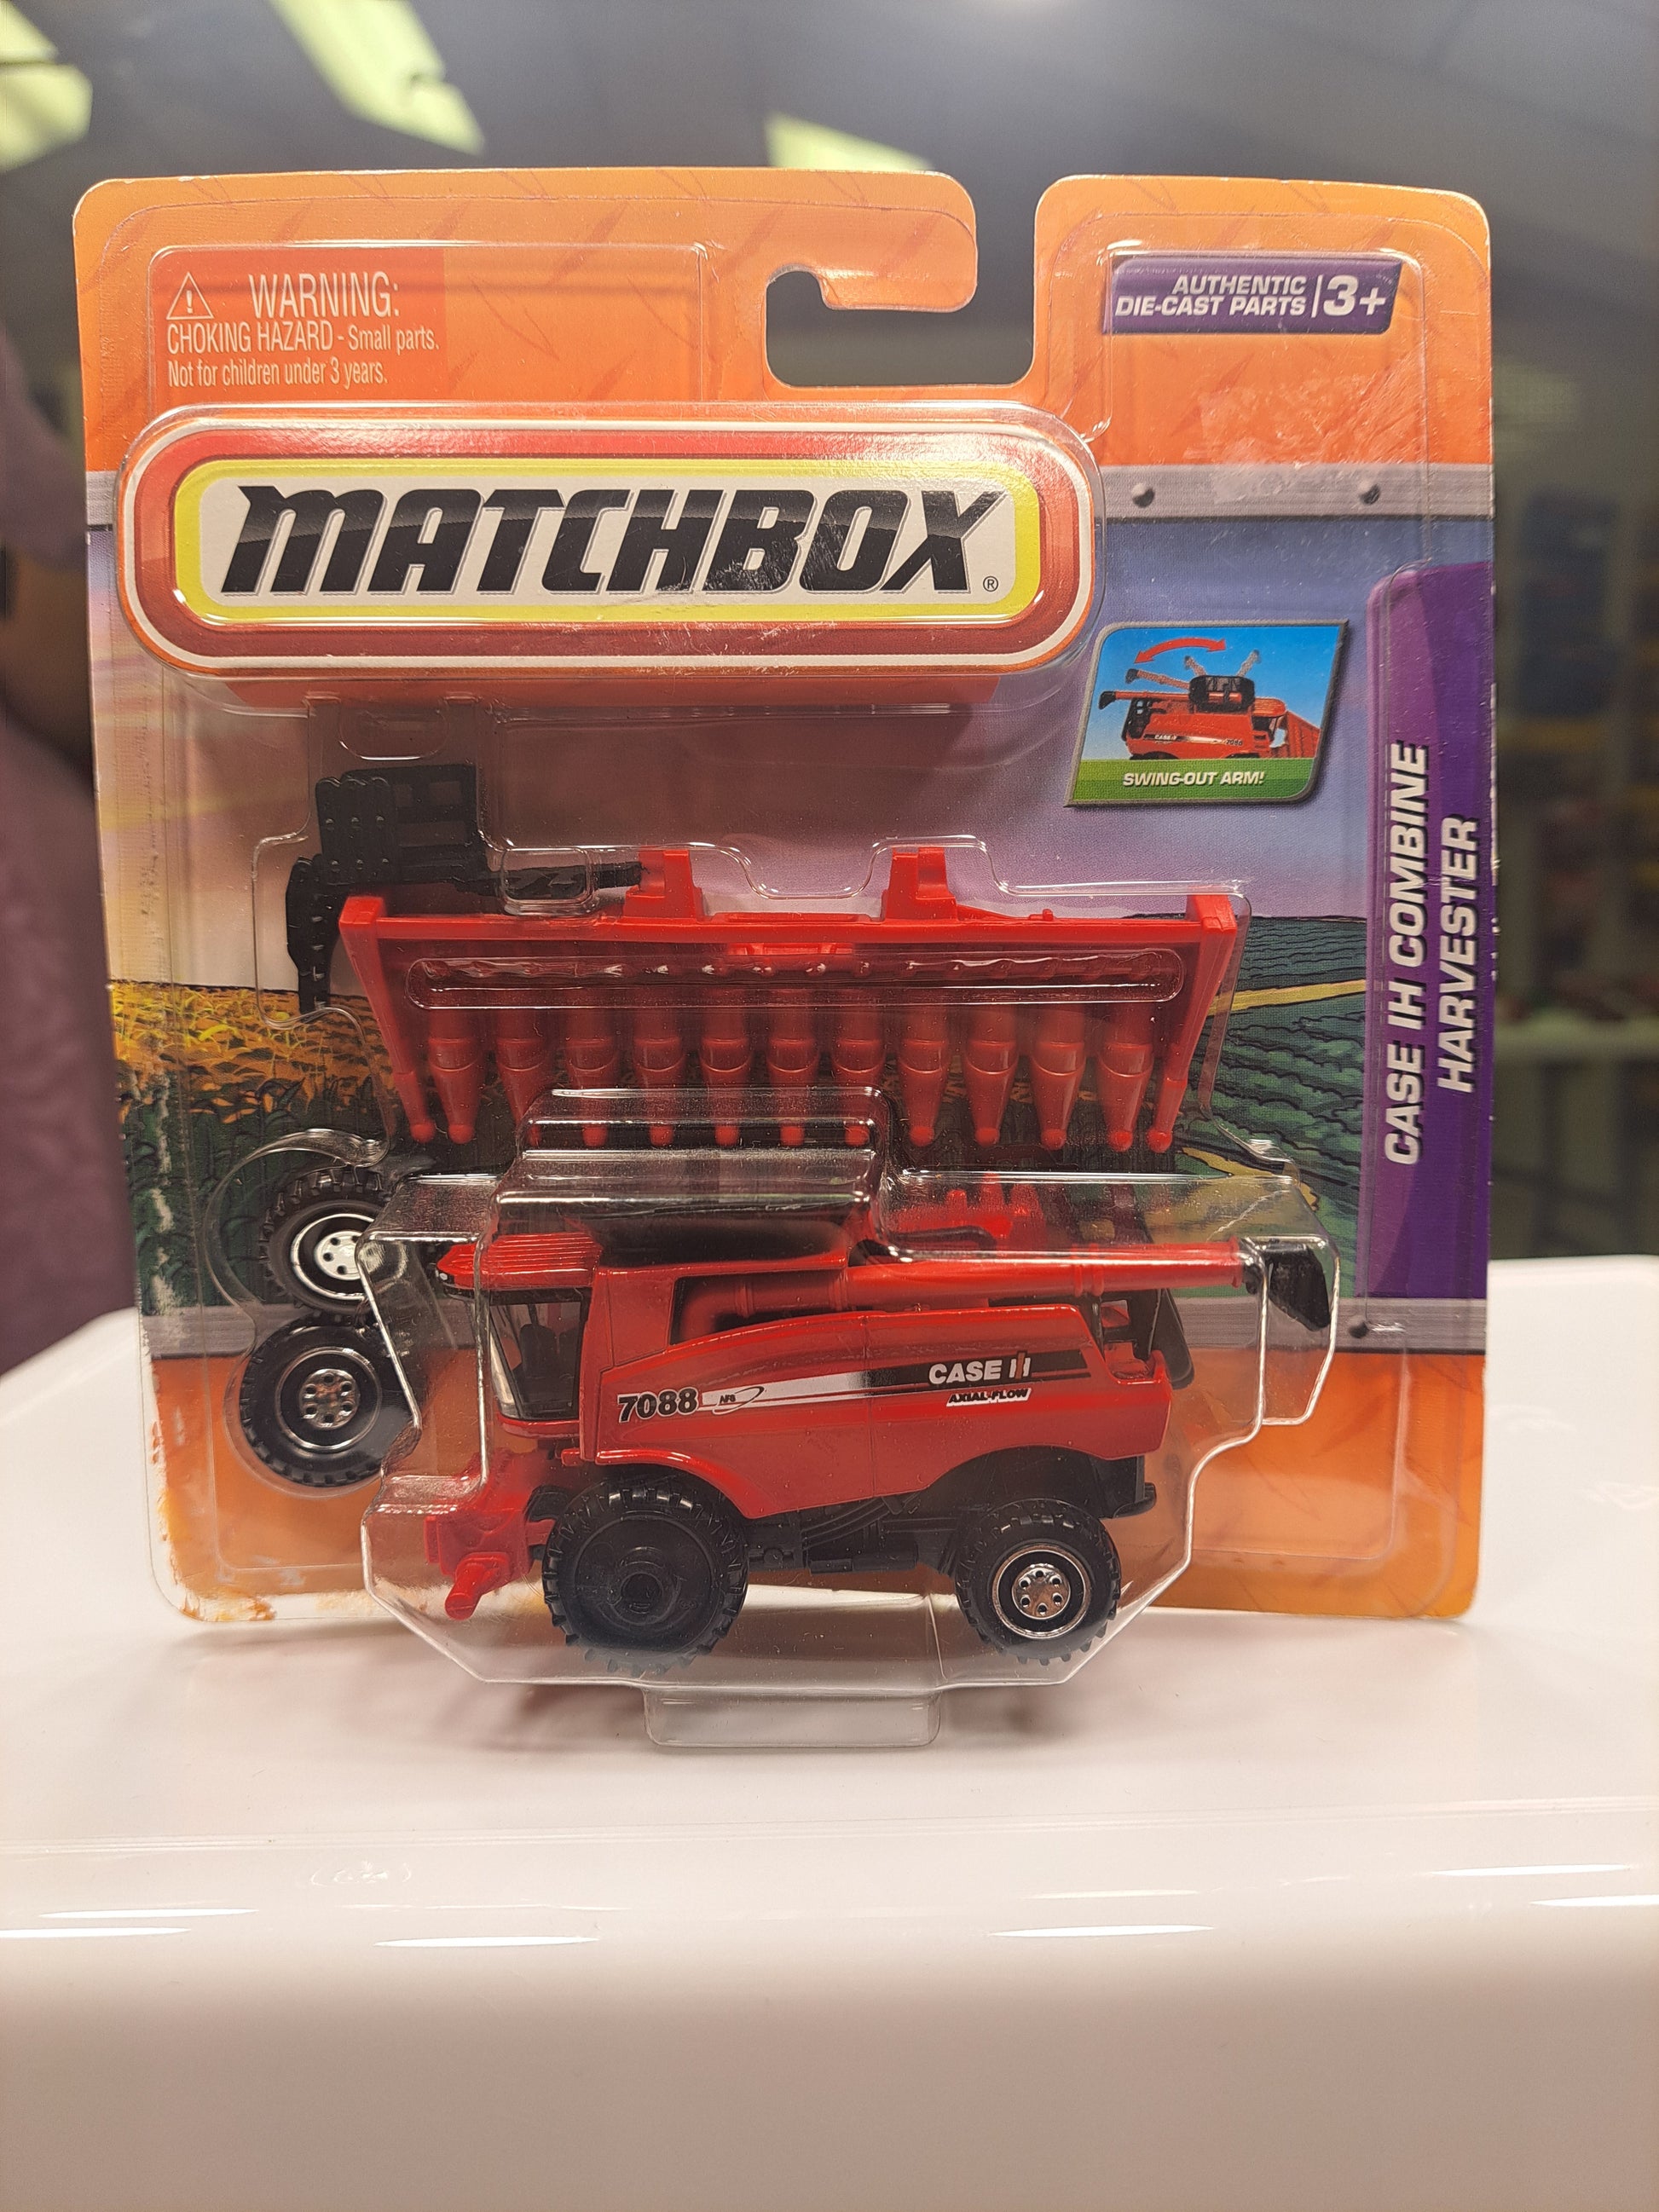 WARNING:
CHOKING HAZARD - Small parts.
Not for children under 3 years.
AUTHENTIC
DIE-CAST PARTS
3+
MATCHBOX®
SWING-OUT ARM!
CASE IH COMBINE
HARVESTER
7088 AFS
CASE IH
AXIAL-FLOW